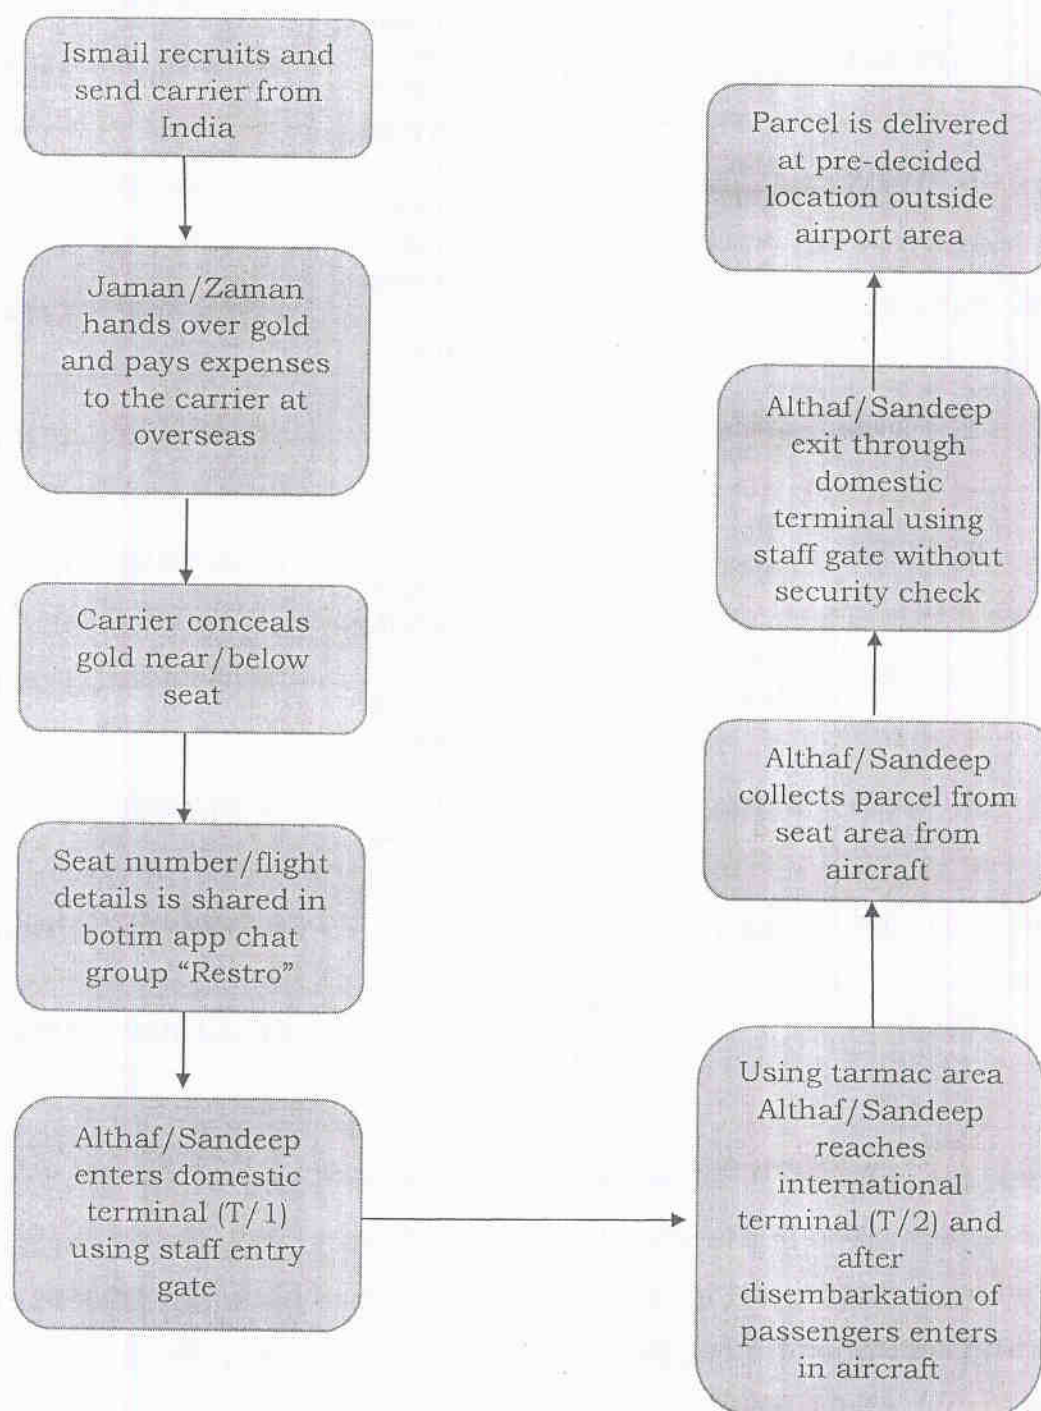 Ismail recruits and
send carrier from
India
Jaman/Zaman
hands over gold
and pays expenses
to the carrier at
overseas
Carrier conceals
gold near/below
seat
Seat number/flight
details is shared in
botim app chat
group “Restro”
Althaf/Sandeep
enters domestic
terminal (T/1)
using staff entry
gate
Using tarmac area
Althaf/Sandeep
reaches
international
terminal (T/2) and
after
disembarkation of
passengers enters
in aircraft
Althaf/Sandeep
collects parcel from
seat area from
aircraft
Althaf/Sandeep
exit through
domestic
terminal using
staff gate without
security check
Parcel is delivered
at pre-decided
location outside
airport area